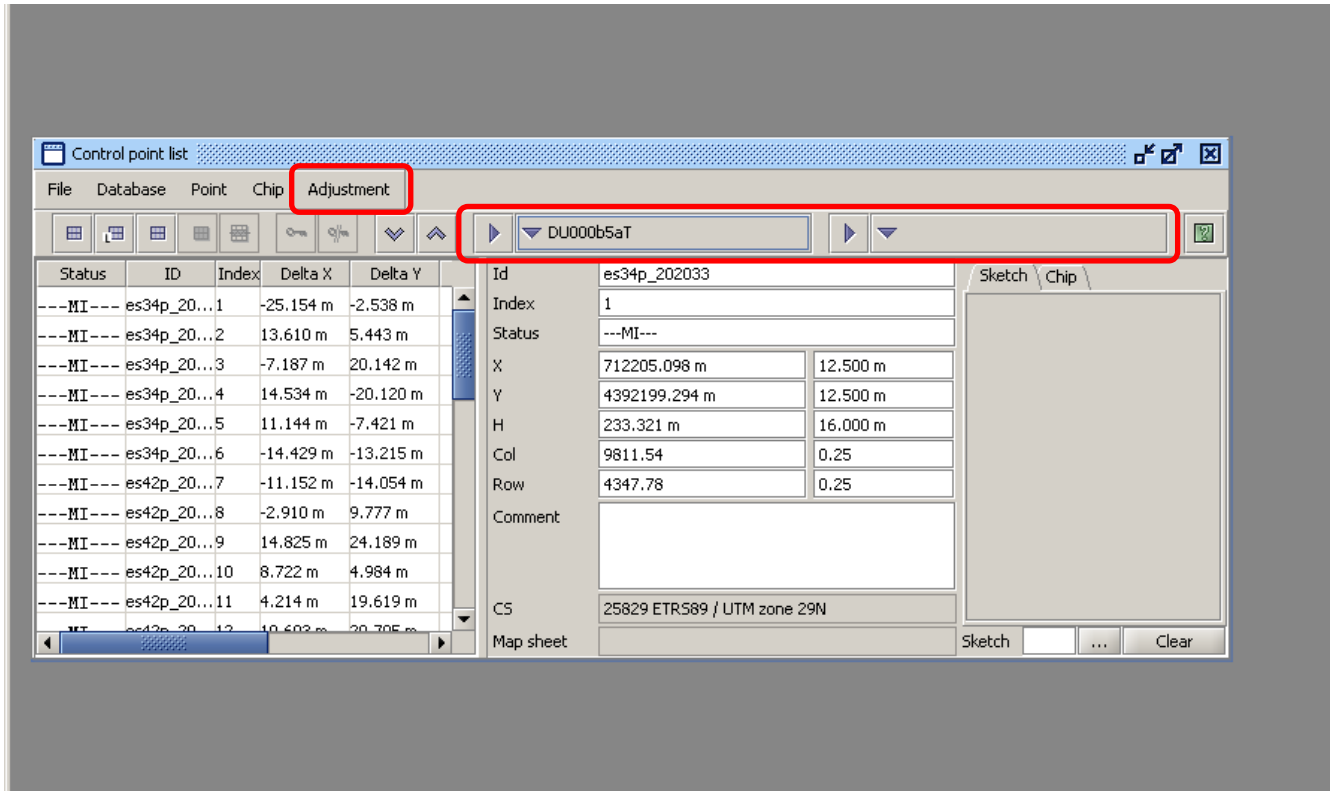 Control point list
File Database Point Chip Adjustment
DU000b5aT
Status ID Index Delta X Delta Y
---MI--- es34p_20...1 -25.154 m -2.538 m
---MI--- es34p_20...2 13.610 m 5.443 m
---MI--- es34p_20...3 -7.187 m 20.142 m
---MI--- es34p_20...4 14.534 m -20.120 m
---MI--- es34p_20...5 11.144 m -7.421 m
---MI--- es34p_20...6 -14.429 m -13.215 m
---MI--- es42p_20...7 -11.152 m -14.054 m
---MI--- es42p_20...8 -2.910 m 9.777 m
---MI--- es42p_20...9 14.825 m 24.189 m
---MI--- es42p_20...10 8.722 m 4.984 m
---MI--- es42p_20...11 4.214 m 19.619 m
Id es34p_202033
Index 1
Status ---MI---
X 712205.098 m 12.500 m
Y 4392199.294 m 12.500 m
H 233.321 m 16.000 m
Col 9811.54 0.25
Row 4347.78 0.25
Comment
CS 25829 ETRS89 / UTM zone 29N
Map sheet
Sketch Chip
Sketch ... Clear